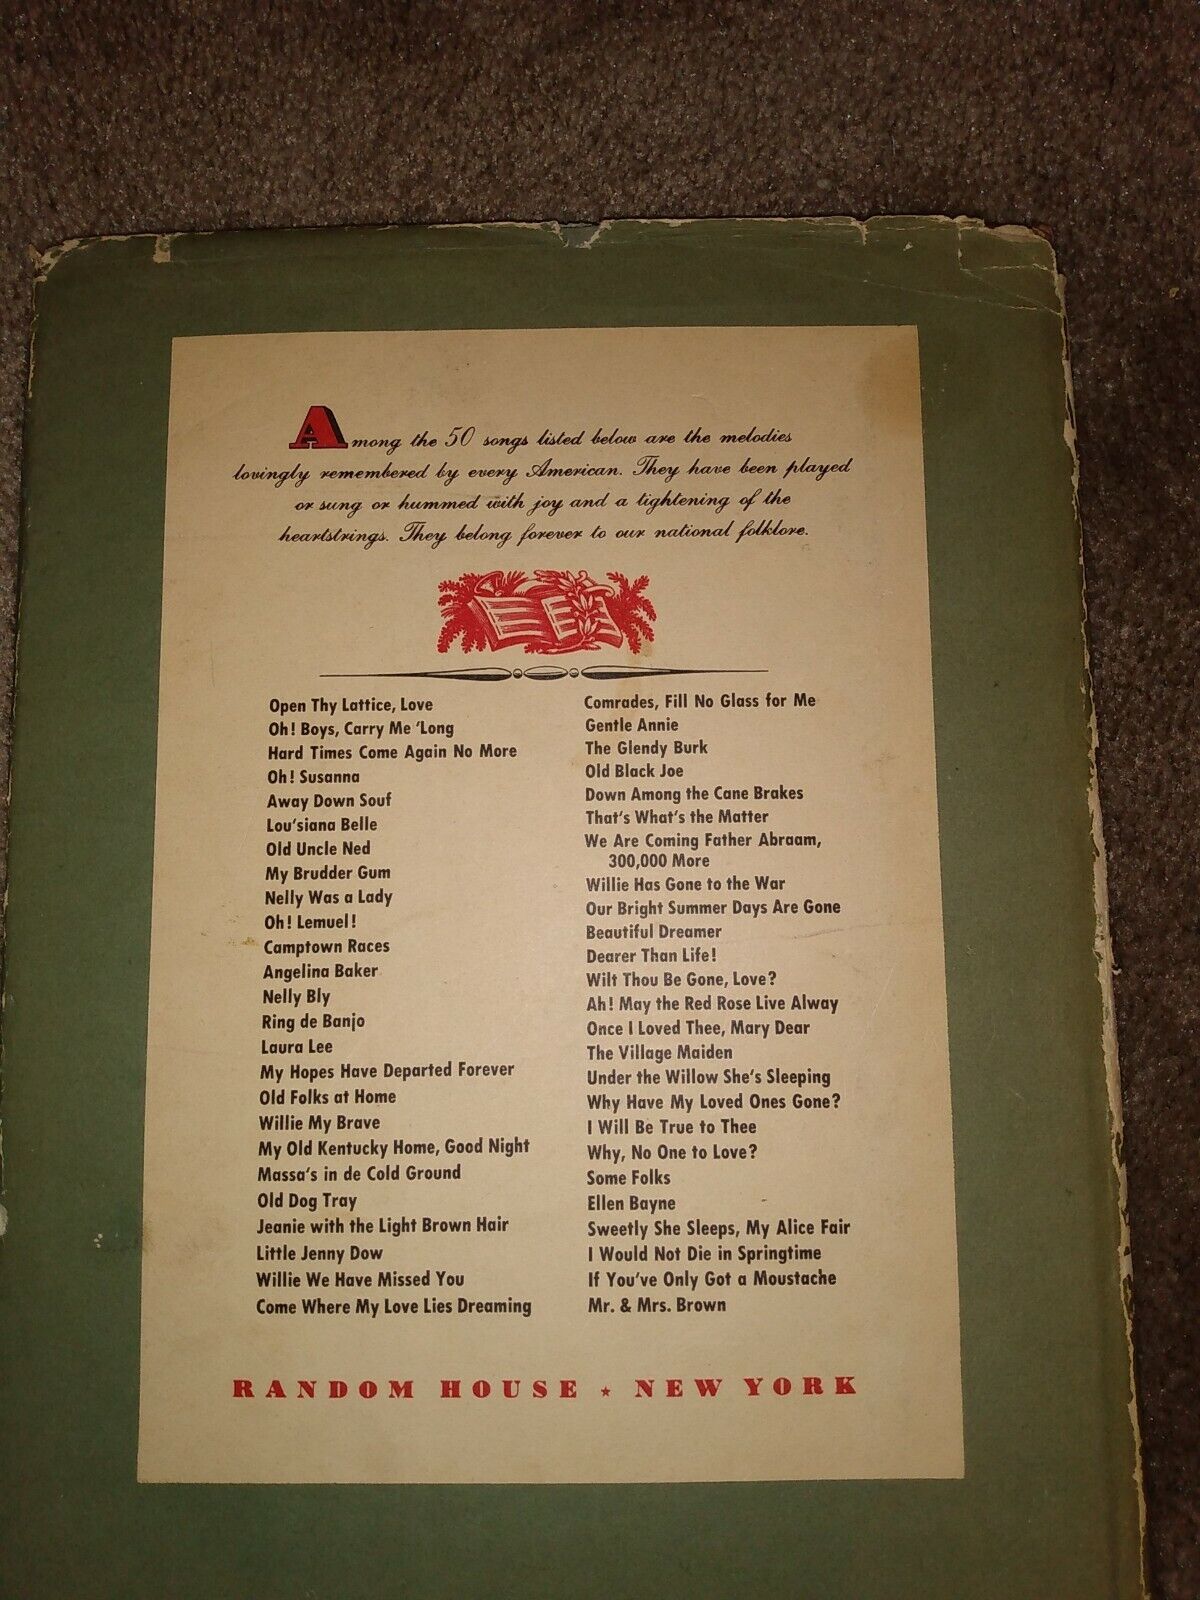 Among the 50 songs listed below are the melodies
lovingly remembered by every American. They have been played
or sung or hummed with joy and a tightening of the
heartstrings. They belong forever to our national folklore.
Open Thy Lattice, Love
Oh! Boys, Carry Me ‘Long
Hard Times Come Again No More
Oh! Susanna
Away Down Souf
Lou’siana Belle
Old Uncle Ned
My Brudder Gum
Nelly Was a Lady
Oh! Lemuel!
Camptown Races
Angelina Baker
Nelly Bly
Ring de Banjo
Laura Lee
My Hopes Have Departed Forever
Old Folks at Home
Willie My Brave
My Old Kentucky Home, Good Night
Massa’s in de Cold Ground
Old Dog Tray
Jeanie with the Light Brown Hair
Little Jenny Dow
Willie We Have Missed You
Come Where My Love Lies Dreaming
Comrades, Fill No Glass for Me
Gentle Annie
The Glendy Burk
Old Black Joe
Down Among the Cane Brakes
That’s What’s the Matter
We Are Coming Father Abraam,
300,000 More
Willie Has Gone to the War
Our Bright Summer Days Are Gone
Beautiful Dreamer
Dearer Than Life!
Wilt Thou Be Gone, Love?
Ah! May the Red Rose Live Alway
Once I Loved Thee, Mary Dear
The Village Maiden
Under the Willow She’s Sleeping
Why Have My Loved Ones Gone?
I Will Be True to Thee
Why, No One to Love?
Some Folks
Ellen Bayne
Sweetly She Sleeps, My Alice Fair
I Would Not Die in Springtime
If You’ve Only Got a Moustache
Mr. & Mrs. Brown
RANDOM HOUSE ★ NEW YORK